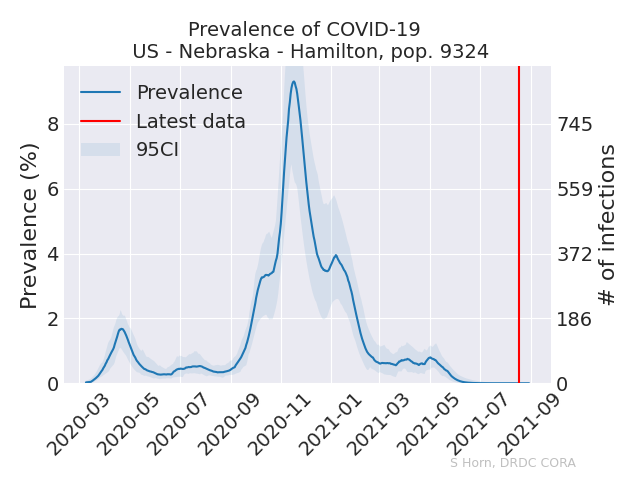 Prevalence of COVID-19
US - Nebraska - Hamilton, pop. 9324
Prevalence
Latest data
95CI
Prevalence (%)
8
6
4
2
0
745
559
372
186
0
# of infections
2020-03
2020-05
2020-07
2020-09
2020-11
2021-01
2021-03
2021-05
2021-07
2021-09
S Horn, DRDC CORA